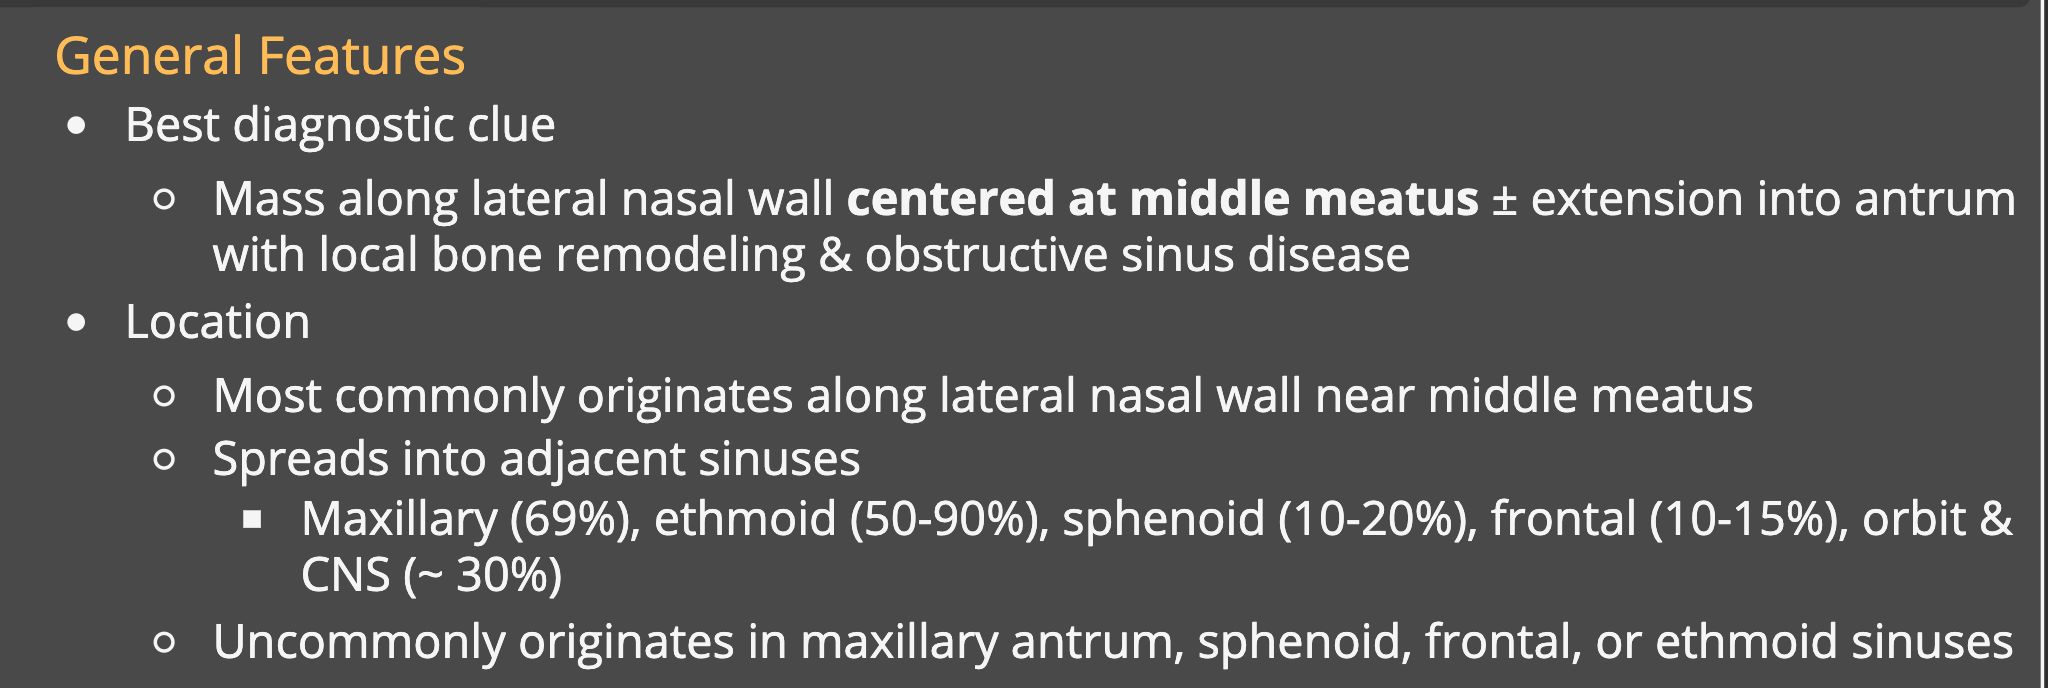 General Features
• Best diagnostic clue
○ Mass along lateral nasal wall centered at middle meatus ± extension into antrum
with local bone remodeling & obstructive sinus disease
• Location
○ Most commonly originates along lateral nasal wall near middle meatus
○ Spreads into adjacent sinuses
▪ Maxillary (69%), ethmoid (50-90%), sphenoid (10-20%), frontal (10-15%), orbit &
CNS (~ 30%)
○ Uncommonly originates in maxillary antrum, sphenoid, frontal, or ethmoid sinuses